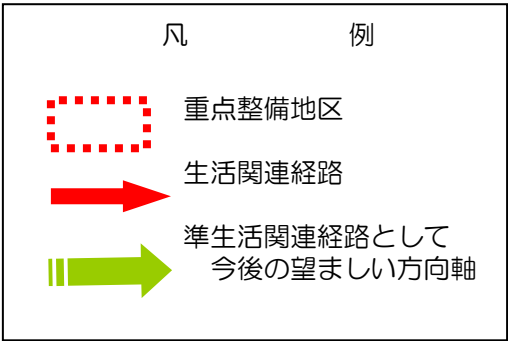 凡　例
重点整備地区
生活関連経路
準生活関連経路として
今後の望ましい方向軸